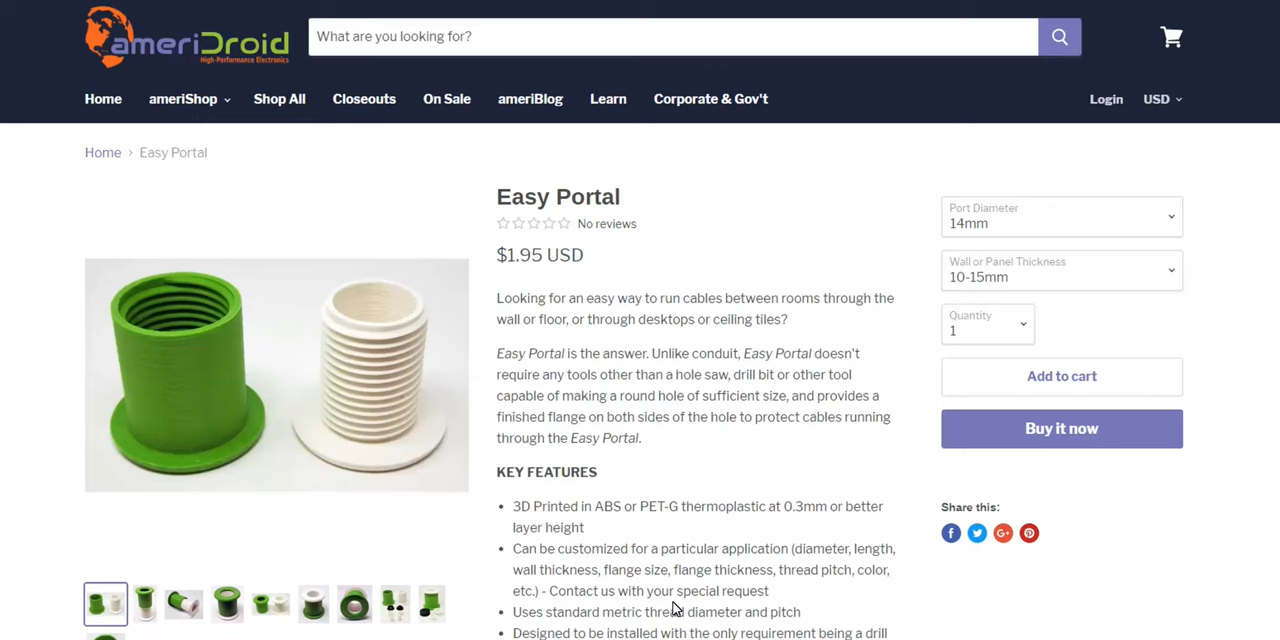 ameriDroid
High-Performance Electronics
What are you looking for?
Home ameriShop Shop All Closeouts On Sale ameriBlog Learn Corporate & Gov't Login USD
Home › Easy Portal
Easy Portal
No reviews
$1.95 USD
Looking for an easy way to run cables between rooms through the
wall or floor, or through desktops or ceiling tiles?
Easy Portal is the answer. Unlike conduit, Easy Portal doesn't
require any tools other than a hole saw, drill bit or other tool
capable of making a round hole of sufficient size, and provides a
finished flange on both sides of the hole to protect cables running
through the Easy Portal.
KEY FEATURES
• 3D Printed in ABS or PET-G thermoplastic at 0.3mm or better
layer height
• Can be customized for a particular application (diameter, length,
wall thickness, flange size, flange thickness, thread pitch, color,
etc.) - Contact us with your special request
• Uses standard metric thread diameter and pitch
• Designed to be installed with the only requirement being a drill
Port Diameter
14mm
Wall or Panel Thickness
10-15mm
Quantity
1
Add to cart
Buy it now
Share this: